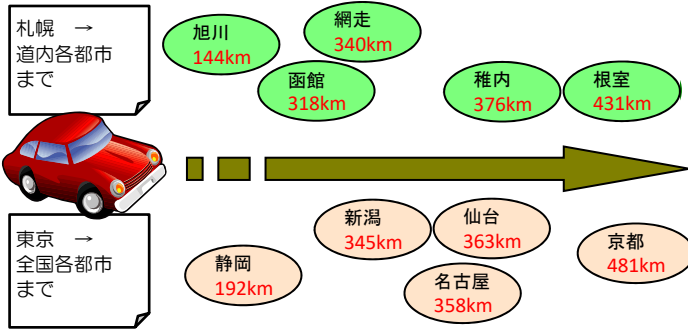 札幌　→
道内各都市
まで
旭川
144km
網走
340km
函館
318km
稚内
376km
根室
431km
東京　→
全国各都市
まで
静岡
192km
新潟
345km
仙台
363km
名古屋
358km
京都
481km